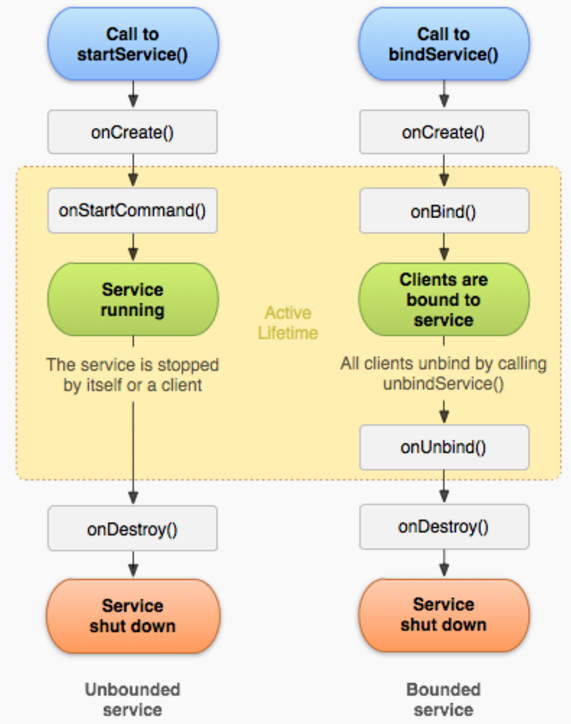 Call to
startService()
onCreate()
onStartCommand()
Service
running
The service is stopped
by itself or a client
onDestroy()
Service
shut down
Unbounded
service
Active
Lifetime
Call to
bindService()
onCreate()
onBind()
Clients are
bound to
service
All clients unbind by calling
unbindService()
onUnbind()
onDestroy()
Service
shut down
Bounded
service